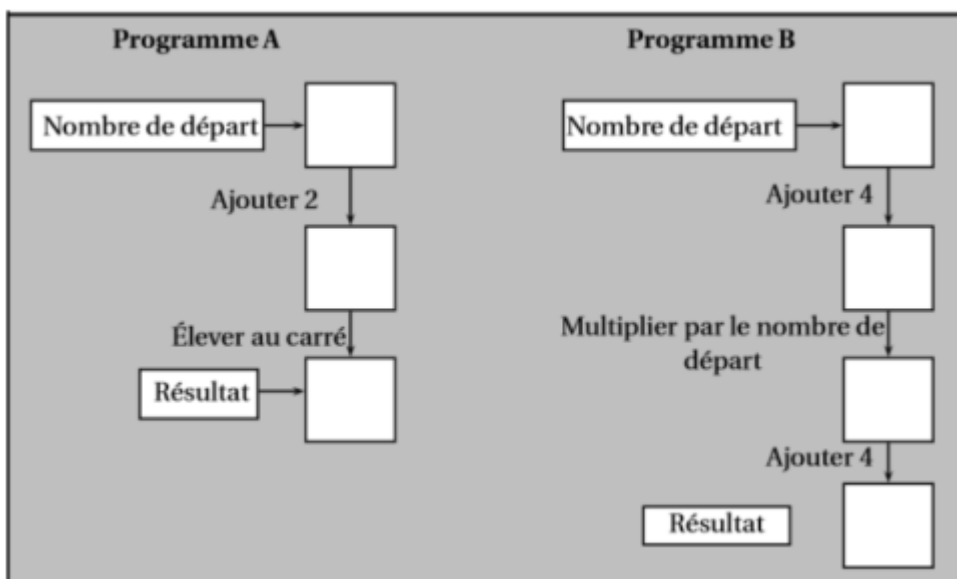 Programme A
Nombre de départ
Ajouter 2
Élever au carré
Résultat
Programme B
Nombre de départ
Ajouter 4
Multiplier par le nombre de
départ
Ajouter 4
Résultat